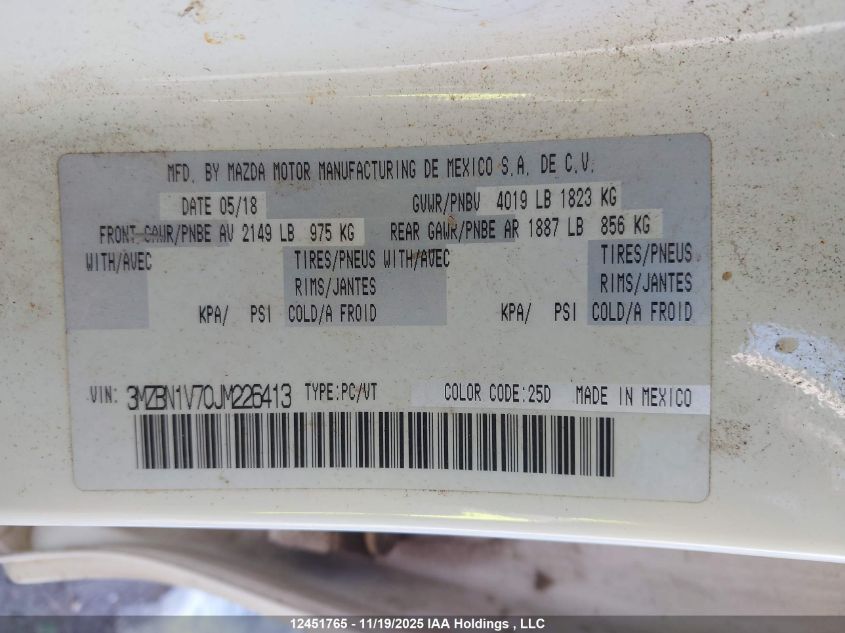 MFD. BY MAZDA MOTOR MANUFACTURING DE MEXICO S.A. DE C.V.
DATE 05/18 GVWR/PNBV 4019 LB 1823 KG
FRONT GAWR/PNBE AV 2149 LB 975 KG REAR GAWR/PNBE AR 1887 LB 856 KG
WITH/AVEC TIRES/PNEUS WITH/AVEC TIRES/PNEUS
RIMS/JANTES RIMS/JANTES
KPA/ PSI COLD/A FROID KPA/ PSI COLD/A FROID
VIN: 3MZBN1V70JM226413 TYPE:PC/VT COLOR CODE:25D MADE IN MEXICO
12451765 - 11/19/2025 IAA Holdings , LLC